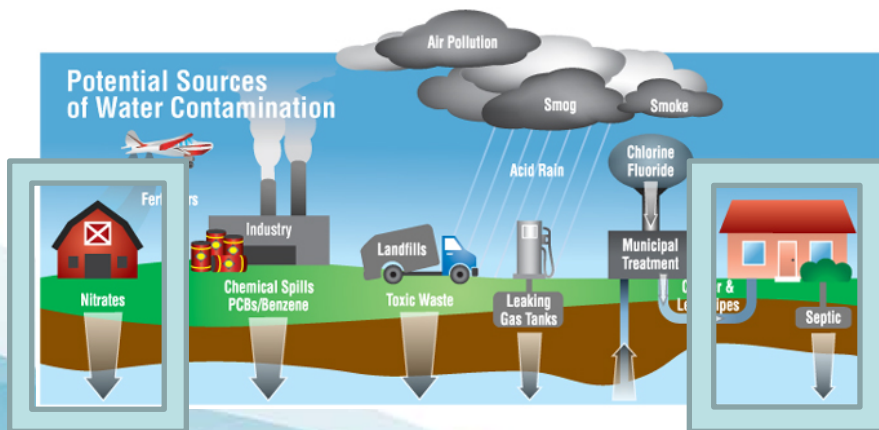 Air Pollution
Potential Sources
of Water Contamination
Smog
Smoke
Acid Rain
Chlorine
Fluoride
Industry
Landfills
Municipal
Treatment
Nitrates
Chemical Spills
PCBs/Benzene
Toxic Waste
Leaking
Gas Tanks
&
Septic